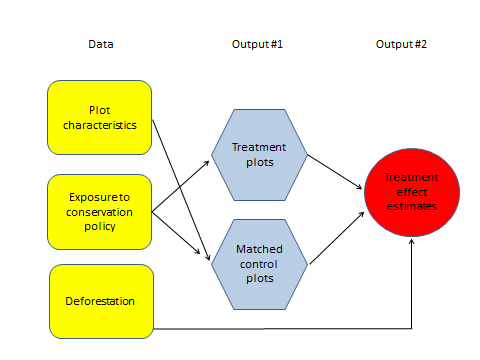 Data
Output #1
Output #2
Plot
characteristics
Treatment
plots
Exposure to
conservation
policy
Treatment
effect
estimates
Matched
control
plots
Deforestation